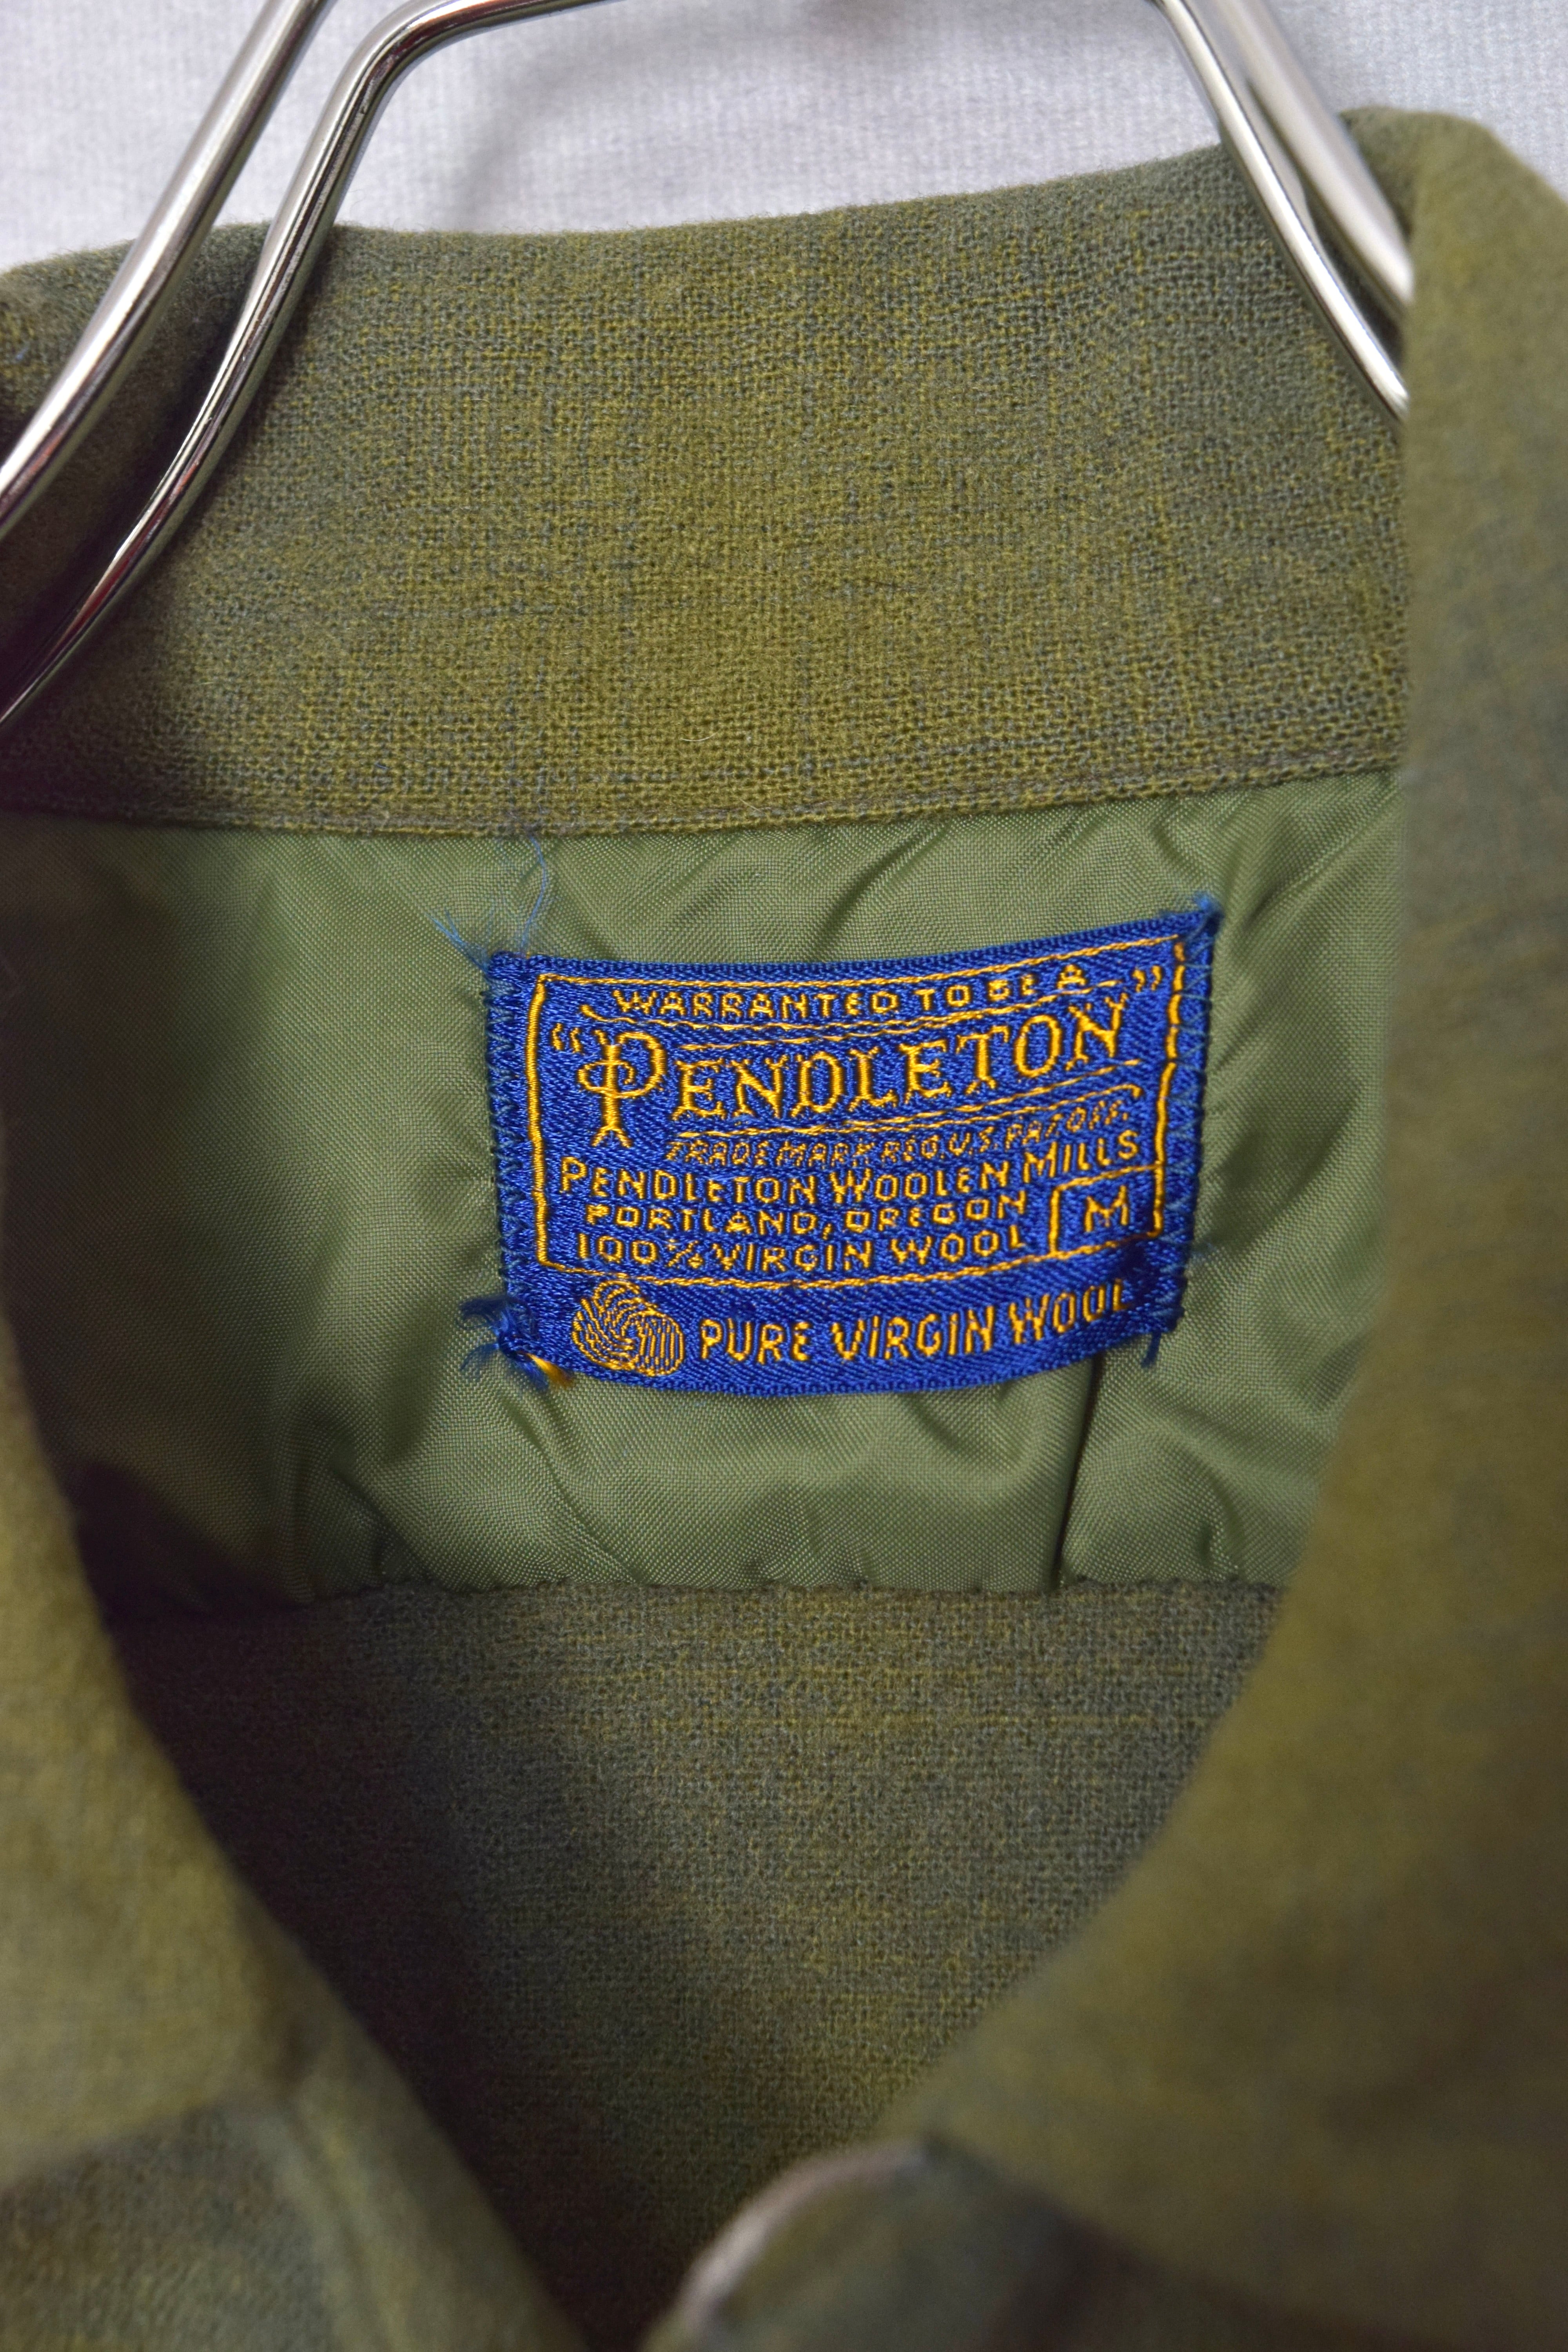 WARRANTED TO BE A
"PENDLETON"
TRADE MARK REG. U.S. PAT. OFF.
PENDLETON WOOLEN MILLS
PORTLAND, OREGON
M
100% VIRGIN WOOL
PURE VIRGIN WOOL